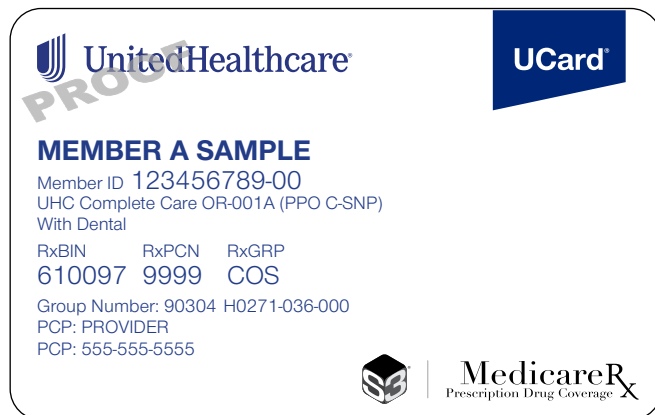 UnitedHealthcare®
UCard®
PROOF
MEMBER A SAMPLE
Member ID 123456789-00
UHC Complete Care OR-001A (PPO C-SNP)
With Dental
RxBIN RxPCN RxGRP
610097 9999 COS
Group Number: 90304 H0271-036-000
PCP: PROVIDER
PCP: 555-555-5555
S3
MedicareRx
Prescription Drug Coverage